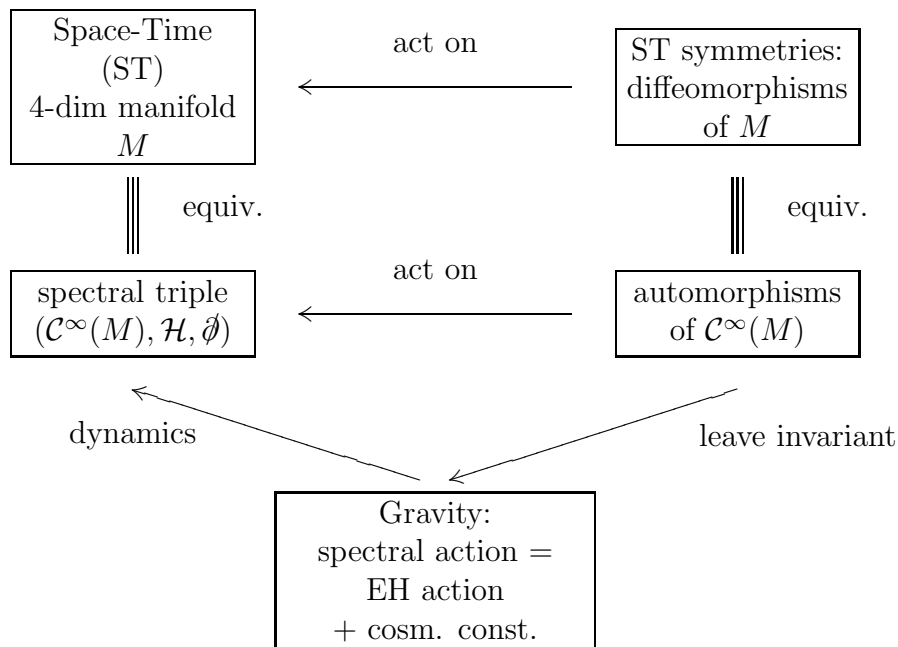 Space-Time
(ST)
4-dim manifold
M
act on
ST symmetries:
diffeomorphisms
of M
equiv.
equiv.
spectral triple
(C∞(M), H, ∂̸)
act on
automorphisms
of C∞(M)
dynamics
leave invariant
Gravity:
spectral action =
EH action
+ cosm. const.